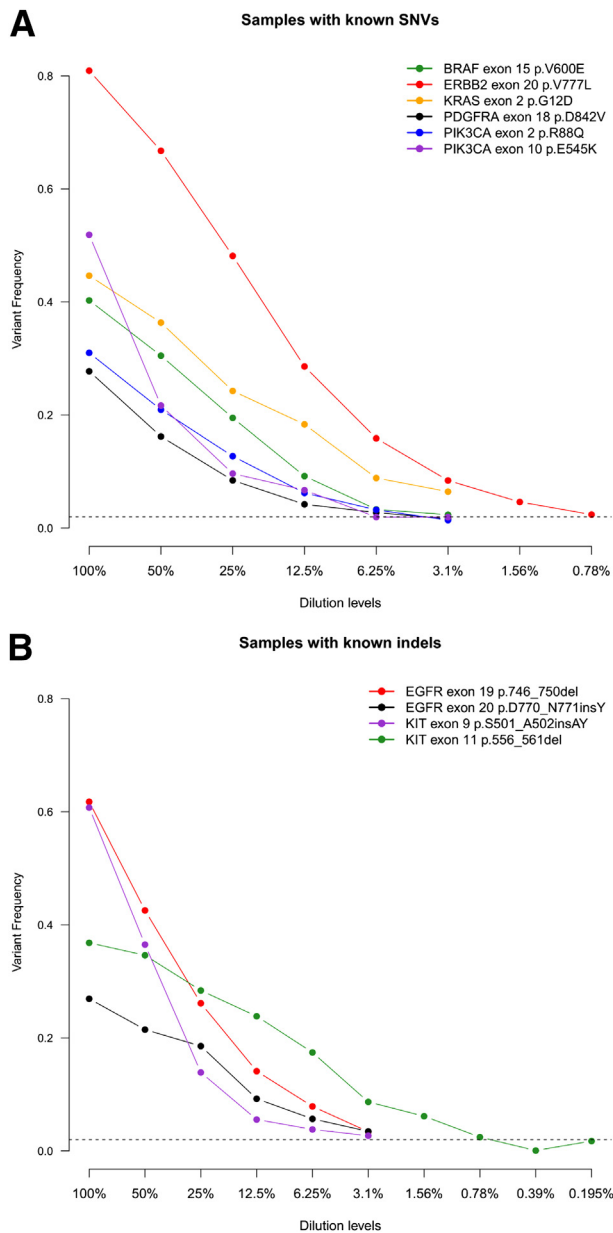 A
Samples with known SNVs
BRAF exon 15 p.V600E
ERBB2 exon 20 p.V777L
KRAS exon 2 p.G12D
PDGFRA exon 18 p.D842V
PIK3CA exon 2 p.R88Q
PIK3CA exon 10 p.E545K
0.8
0.6
0.4
0.2
0.0
Variant Frequency
100% 50% 25% 12.5% 6.25% 3.1% 1.56% 0.78%
Dilution levels
B
Samples with known indels
EGFR exon 19 p.746_750del
EGFR exon 20 p.D770_N771insY
KIT exon 9 p.S501_A502insAY
KIT exon 11 p.556_561del
0.8
0.6
0.4
0.2
0.0
Variant Frequency
100% 50% 25% 12.5% 6.25% 3.1% 1.56% 0.78% 0.39% 0.195%
Dilution levels